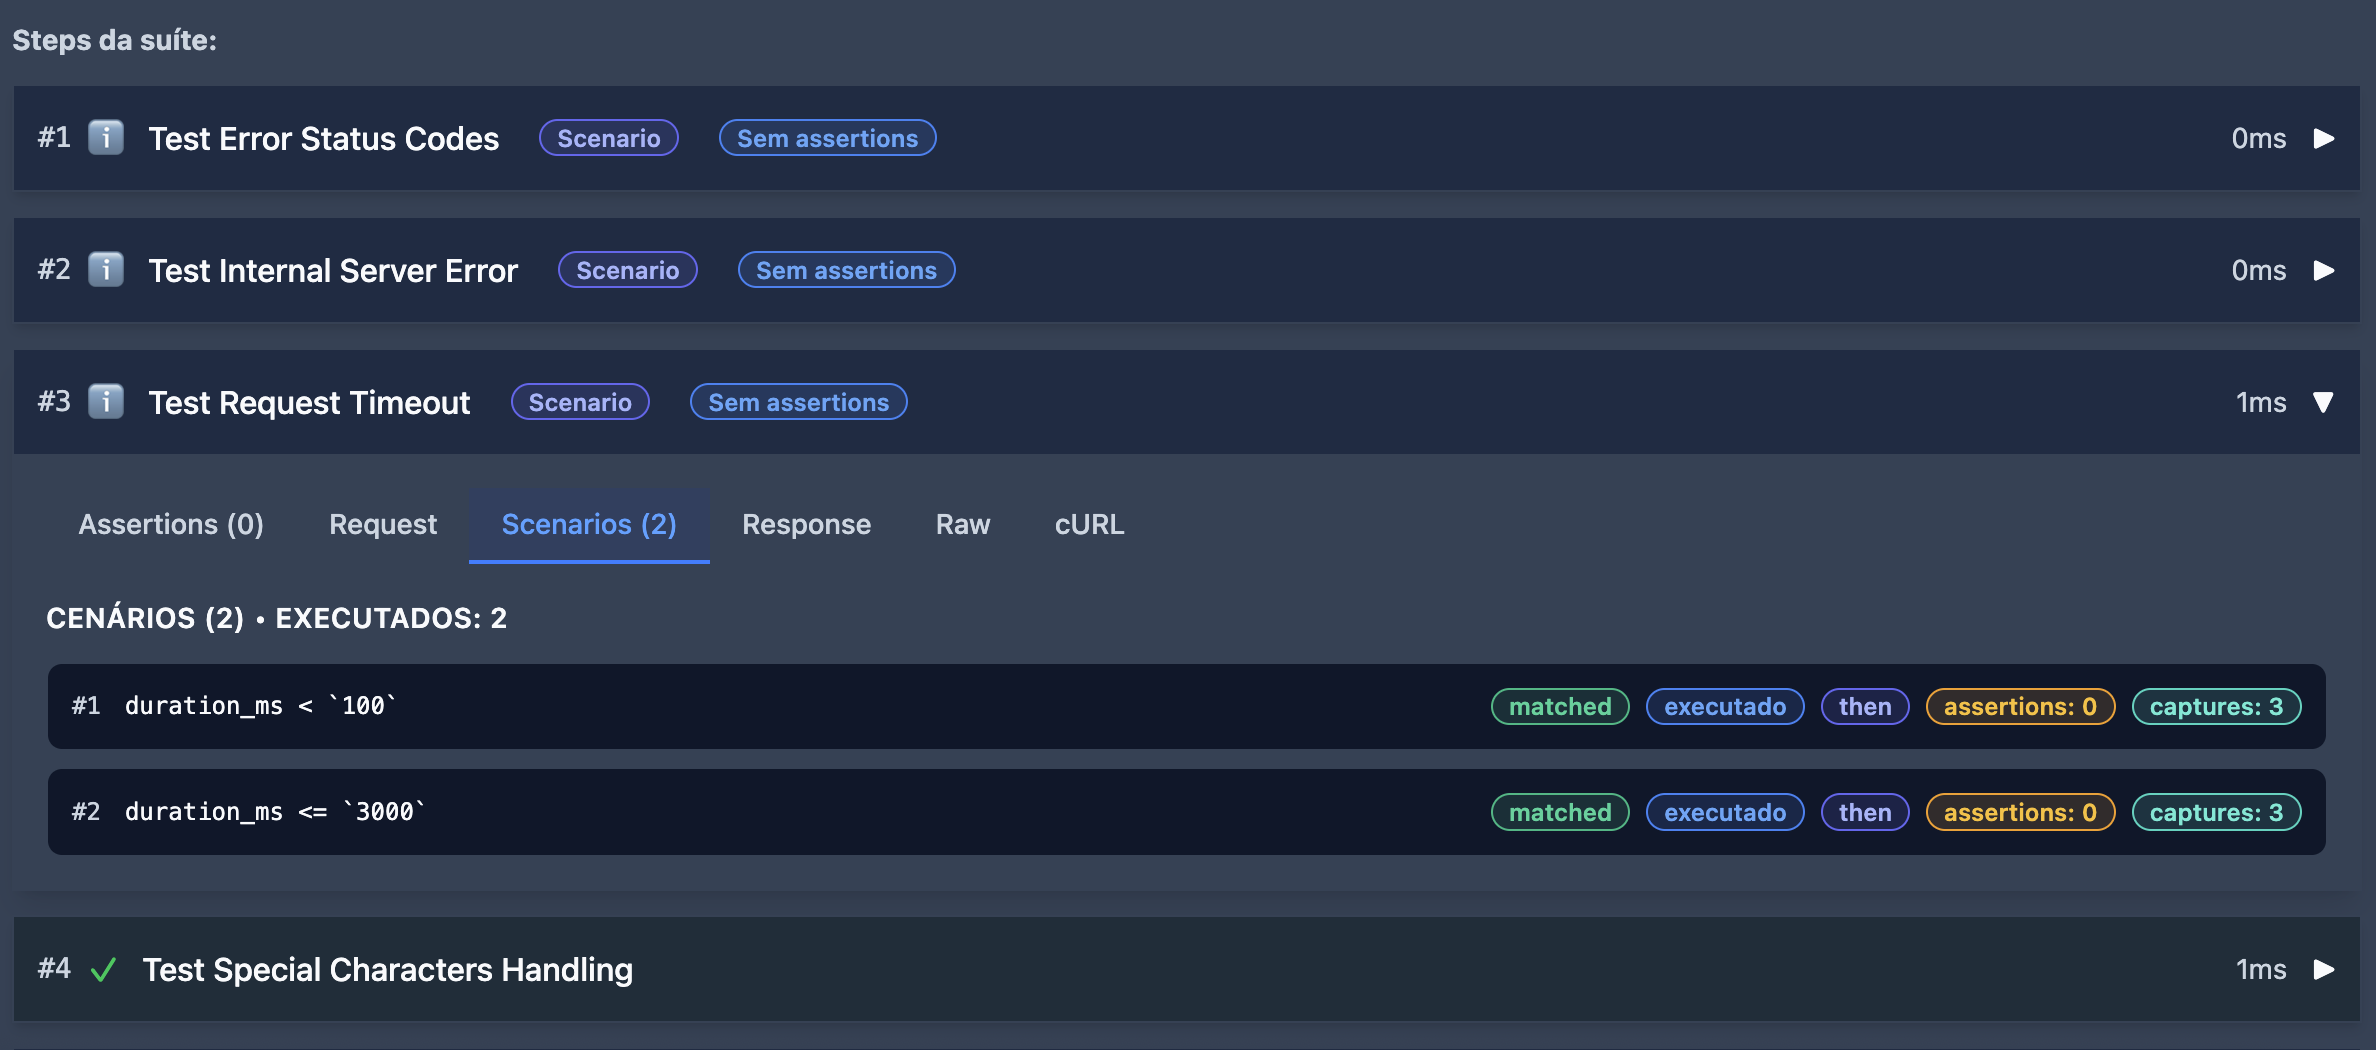 Steps da suíte:
#1 i Test Error Status Codes Scenario Sem assertions 0ms
#2 i Test Internal Server Error Scenario Sem assertions 0ms
#3 i Test Request Timeout Scenario Sem assertions 1ms
Assertions (0) Request Scenarios (2) Response Raw cURL
CENÁRIOS (2) • EXECUTADOS: 2
#1 duration_ms < `100` matched executado then assertions: 0 captures: 3
#2 duration_ms <= `3000` matched executado then assertions: 0 captures: 3
#4 Test Special Characters Handling 1ms